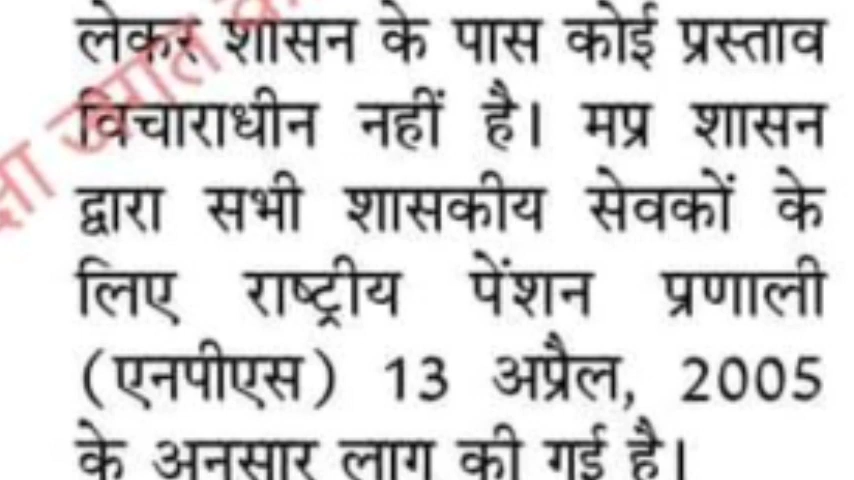 लेकर शासन के पास कोई प्रस्ताव
विचाराधीन नहीं है। मप्र शासन
द्वारा सभी शासकीय सेवकों के
लिए राष्ट्रीय पेंशन प्रणाली
(एनपीएस) 13 अप्रैल, 2005
के अनुसार लागू की गई है।